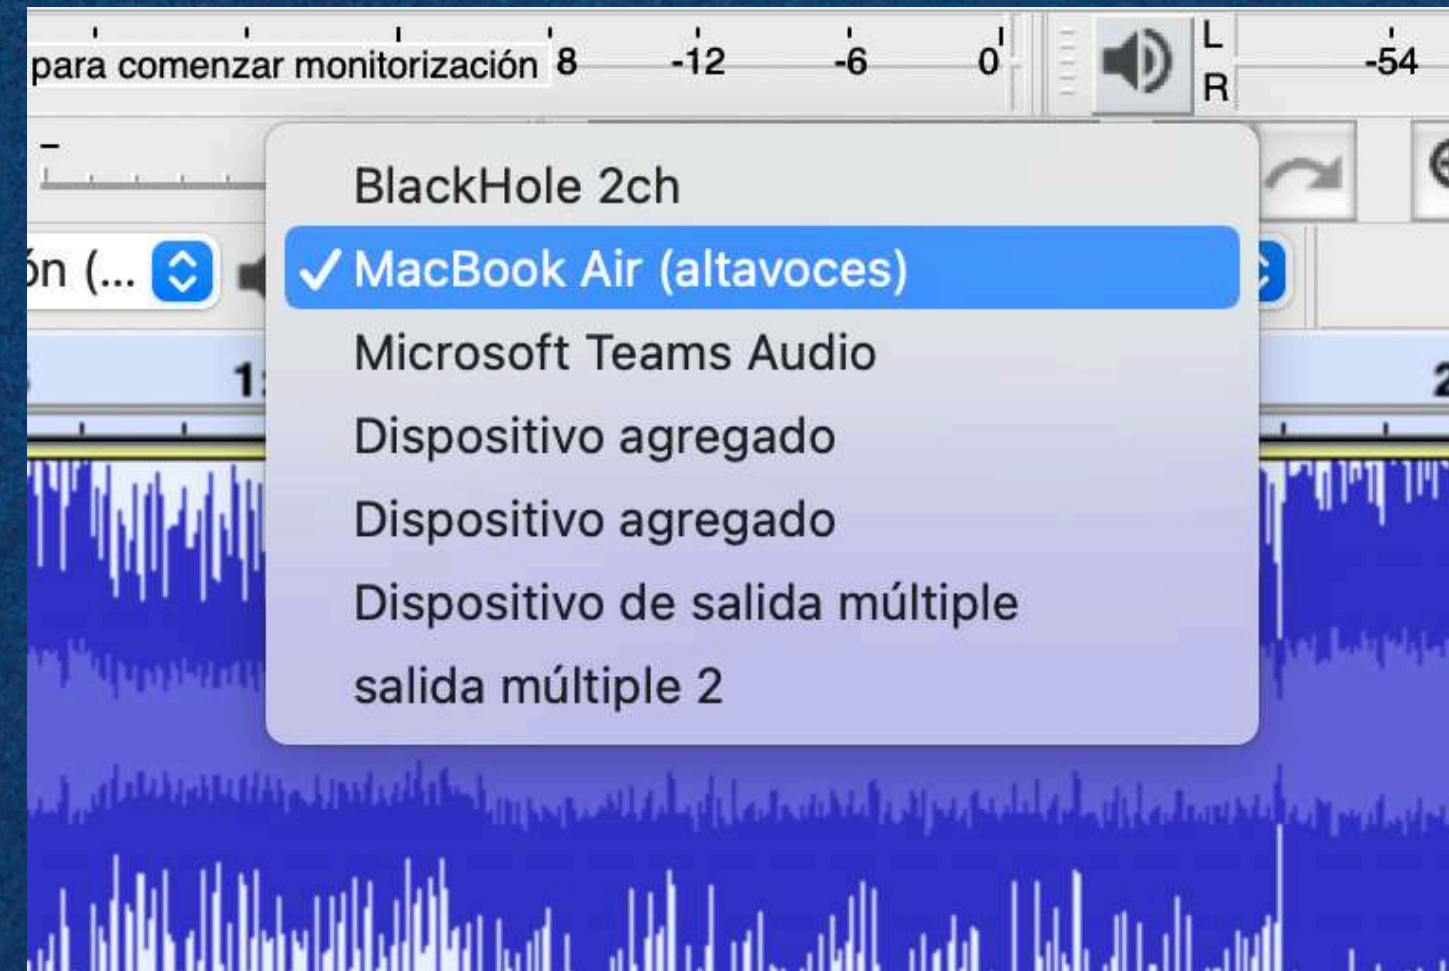 para comenzar monitorización 8 -12 -6 0 L -54
R
BlackHole 2ch
ón (... ✓ MacBook Air (altavoces)
Microsoft Teams Audio
Dispositivo agregado
Dispositivo agregado
Dispositivo de salida múltiple
salida múltiple 2